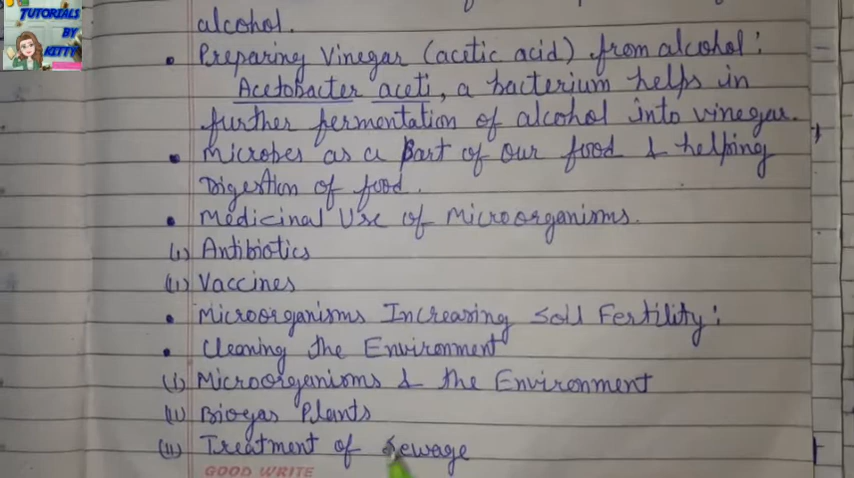 TUTORIALS
BY
KITTY
alcohol.
• Preparing Vinegar (acetic acid) from alcohol:
Acetobacter aceti, a bacterium helps in
further fermentation of alcohol into vinegar.
• Microbes as a Part of our food & helping
Digestion of food.
• Medicinal Use of Microorganisms.
(i) Antibiotics
(ii) Vaccines
• Microorganisms Increasing Soil Fertility:
• Cleaning the Environment
(i) Microorganisms & the Environment
(ii) Biogas Plants
(iii) Treatment of Sewage
GOOD WRITE